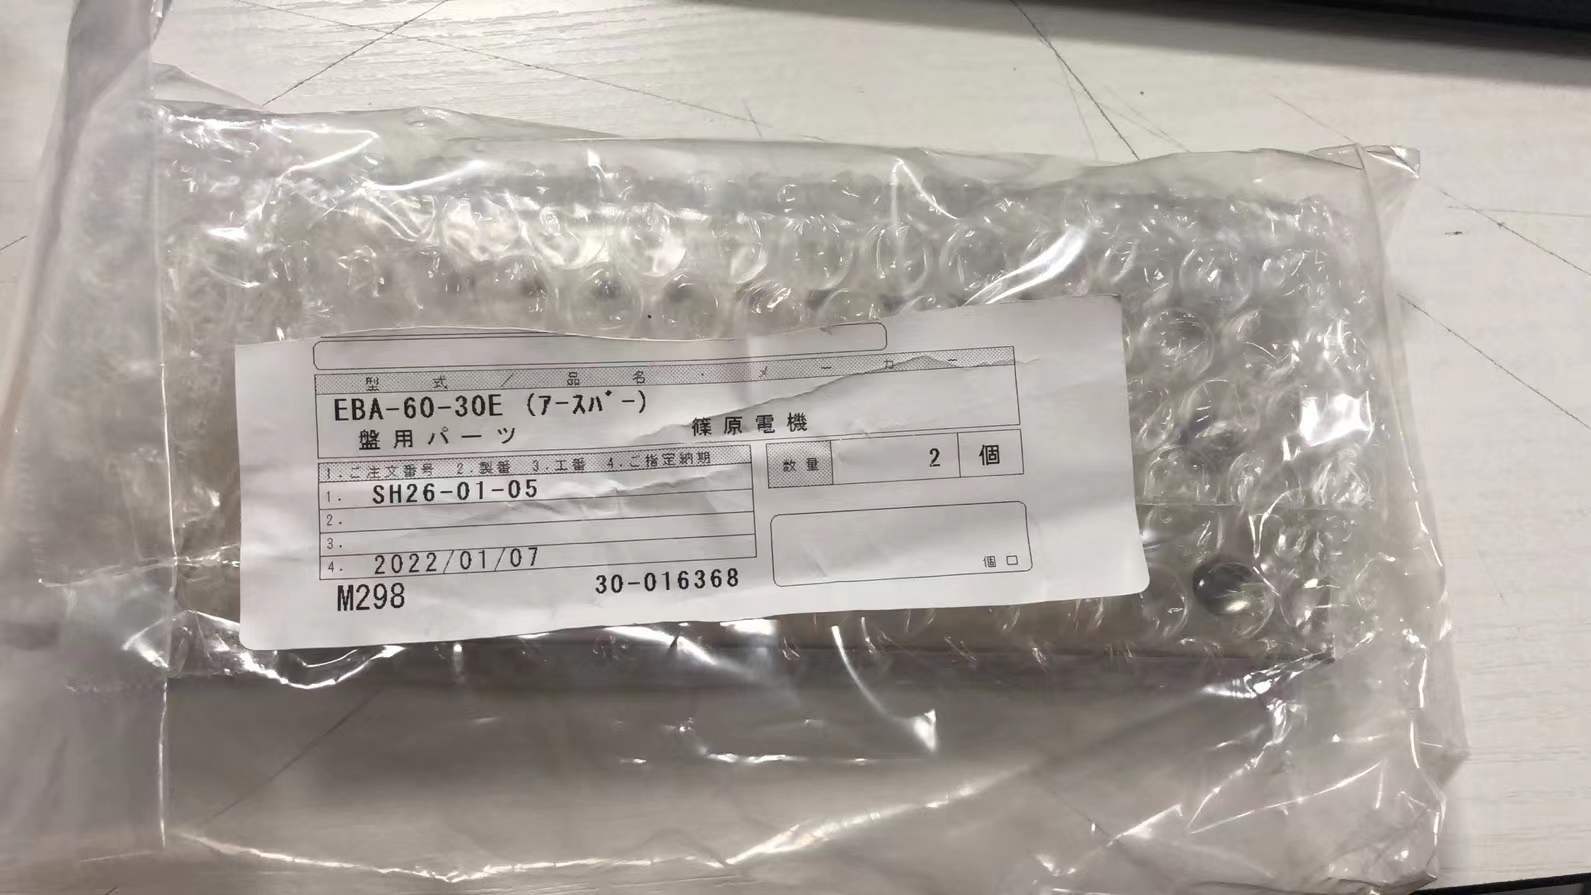 型式／品名・メーカー
EBA-60-30E (ｱｰｽﾊﾞｰ)
盤用パーツ 篠原電機
1.ご注文番号 2.製番 3.工番 4.ご指定納期
数量 2 個
1. SH26-01-05
2.
3.
4. 2022/01/07
個口
M298 30-016368